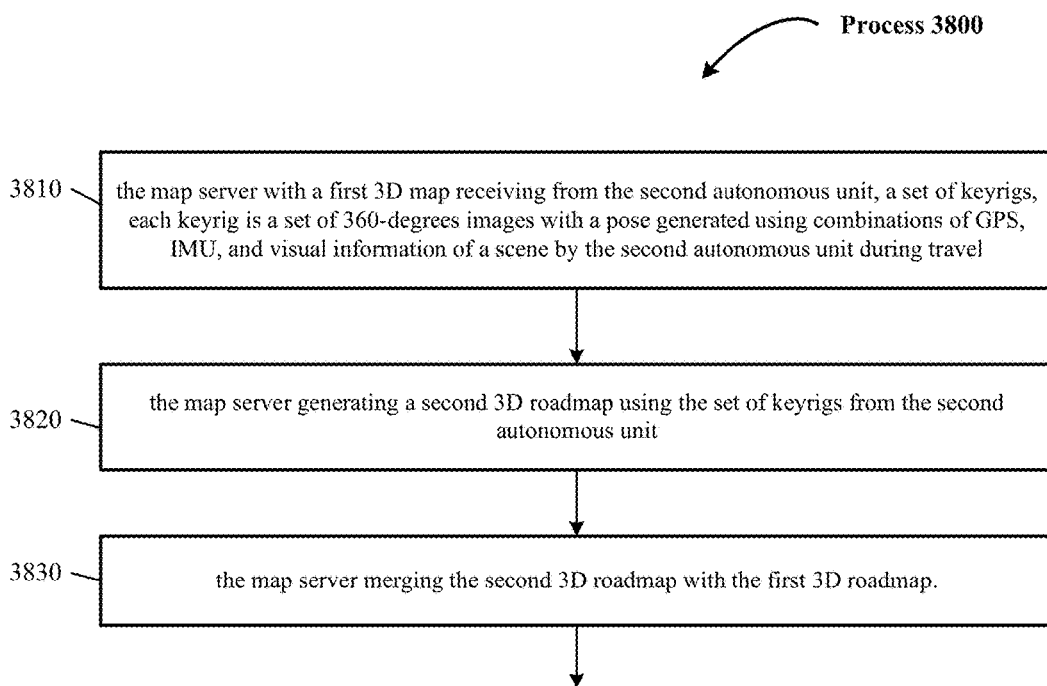 Process 3800
3810
the map server with a first 3D map receiving from the second autonomous unit, a set of keyrigs,
each keyrig is a set of 360-degrees images with a pose generated using combinations of GPS,
IMU, and visual information of a scene by the second autonomous unit during travel
3820
the map server generating a second 3D roadmap using the set of keyrigs from the second
autonomous unit
3830
the map server merging the second 3D roadmap with the first 3D roadmap.